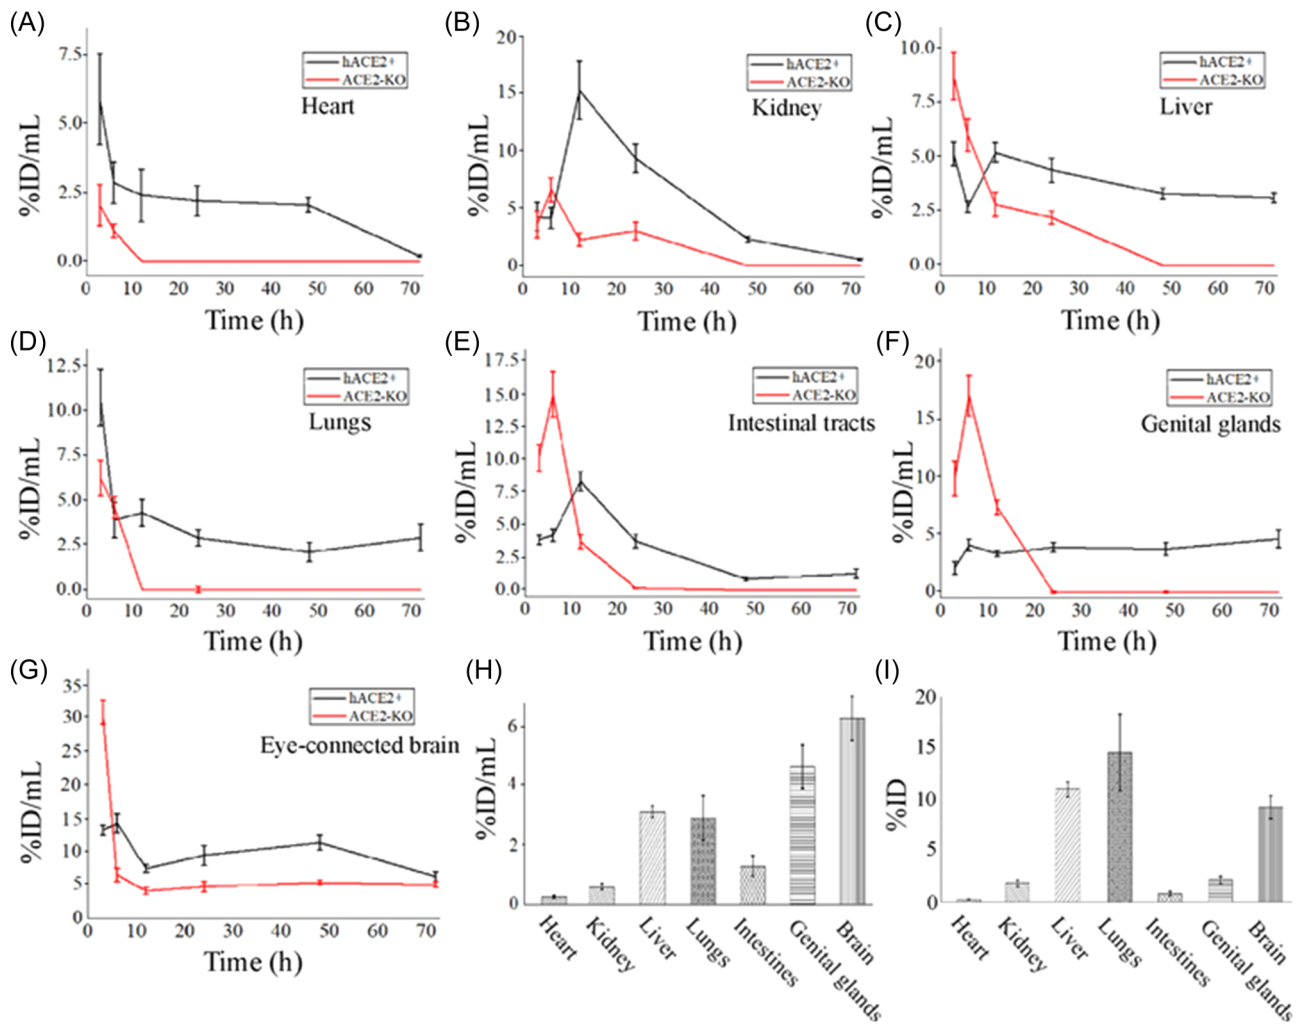 (A)
7.5
5.0
2.5
0.0
%ID/mL
hACE2+
ACE2-KO
Heart
0 10 20 30 40 50 60 70
Time (h)
(B)
20
15
10
5
0
%ID/mL
hACE2+
ACE2-KO
Kidney
0 10 20 30 40 50 60 70
Time (h)
(C)
10.0
7.5
5.0
2.5
0.0
%ID/mL
hACE2+
ACE2-KO
Liver
0 10 20 30 40 50 60 70
Time (h)
(D)
12.5
10.0
7.5
5.0
2.5
0.0
%ID/mL
hACE2+
ACE2-KO
Lungs
0 10 20 30 40 50 60 70
Time (h)
(E)
17.5
15.0
12.5
10.0
7.5
5.0
2.5
0.0
%ID/mL
hACE2+
ACE2-KO
Intestinal tracts
0 10 20 30 40 50 60 70
Time (h)
(F)
20
15
10
5
0
%ID/mL
hACE2+
ACE2-KO
Genital glands
0 10 20 30 40 50 60 70
Time (h)
(G)
35
30
25
20
15
10
5
0
%ID/mL
hACE2+
ACE2-KO
Eye-connected brain
0 10 20 30 40 50 60 70
Time (h)
(H)
6
4
2
0
%ID/mL
Heart
Kidney
Liver
Lungs
Intestines
Genital glands
Brain
(I)
20
15
10
5
0
%ID
Heart
Kidney
Liver
Lungs
Intestines
Genital glands
Brain